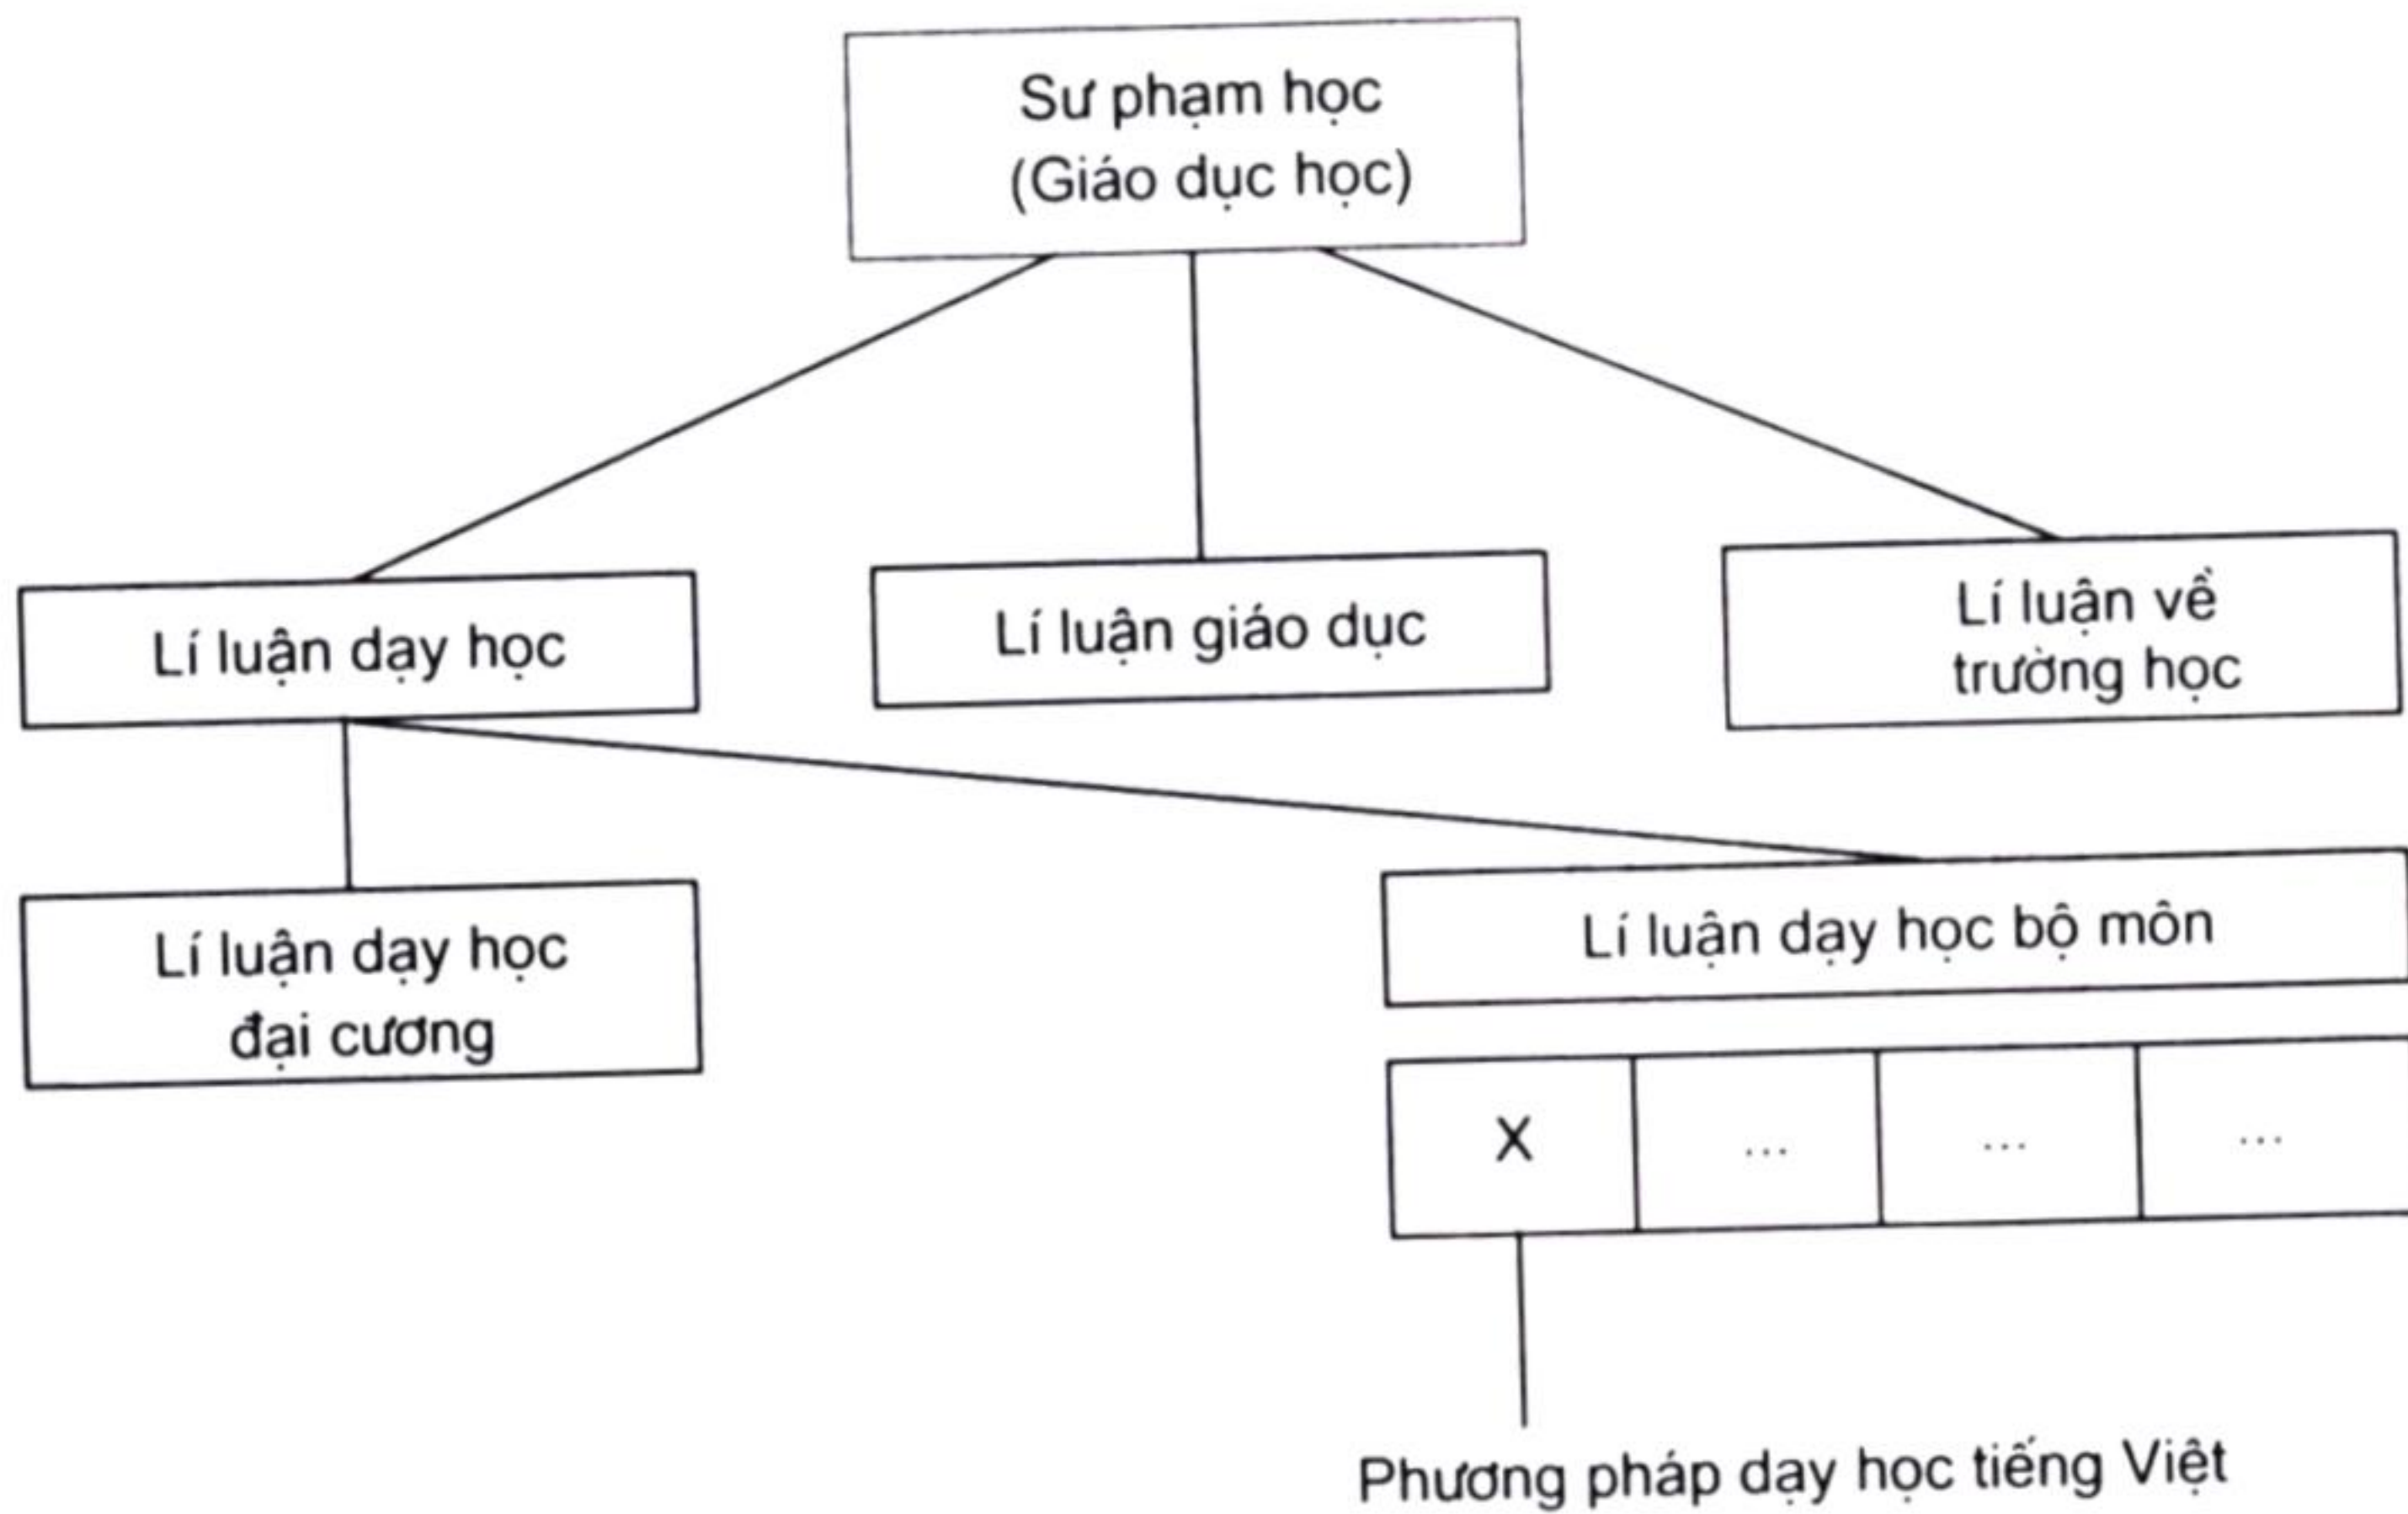 Sư phạm học
(Giáo dục học)
Lí luận dạy học
Lí luận giáo dục
Lí luận về
trường học
Lí luận dạy học
đại cương
Lí luận dạy học bộ môn
X
...
...
...
Phương pháp dạy học tiếng Việt